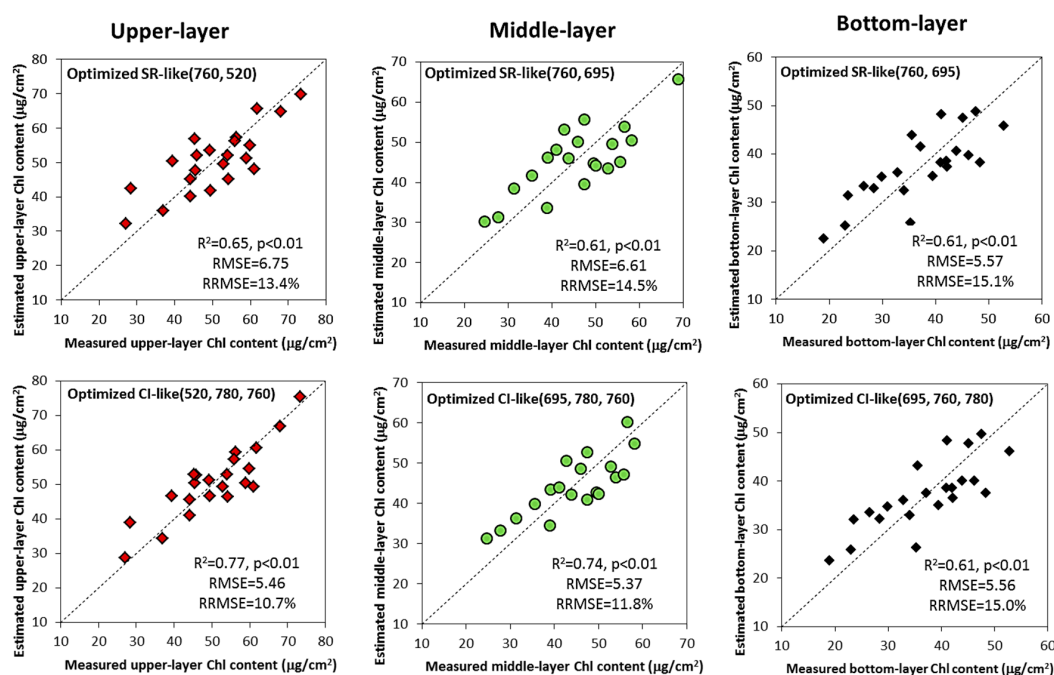 Upper-layer
Middle-layer
Bottom-layer
80
70
60
50
40
30
20
10
Estimated upper-layer Chl content (µg/cm²)
Optimized SR-like(760, 520)
R²=0.65, p<0.01
RMSE=6.75
RRMSE=13.4%
10 20 30 40 50 60 70 80
Measured upper-layer Chl content (µg/cm²)
70
60
50
40
30
20
10
Estimated middle-layer Chl content (µg/cm²)
Optimized SR-like(760, 695)
R²=0.61, p<0.01
RMSE=6.61
RRMSE=14.5%
10 20 30 40 50 60 70
Measured middle-layer Chl content (µg/cm²)
60
50
40
30
20
10
Estimated bottom-layer Chl content (µg/cm²)
Optimized SR-like(760, 695)
R²=0.61, p<0.01
RMSE=5.57
RRMSE=15.1%
10 20 30 40 50 60
Measured bottom-layer Chl content (µg/cm²)
80
70
60
50
40
30
20
10
Estimated upper-layer Chl content (µg/cm²)
Optimized CI-like(520, 780, 760)
R²=0.77, p<0.01
RMSE=5.46
RRMSE=10.7%
10 20 30 40 50 60 70 80
Measured upper-layer Chl content (µg/cm²)
70
60
50
40
30
20
10
Estimated middle-layer Chl content (µg/cm²)
Optimized CI-like(695, 780, 760)
R²=0.74, p<0.01
RMSE=5.37
RRMSE=11.8%
10 20 30 40 50 60 70
Measured middle-layer Chl content (µg/cm²)
60
50
40
30
20
10
Estimated bottom-layer Chl content (µg/cm²)
Optimized CI-like(695, 760, 780)
R²=0.61, p<0.01
RMSE=5.56
RRMSE=15.0%
10 20 30 40 50 60
Measured bottom-layer Chl content (µg/cm²)